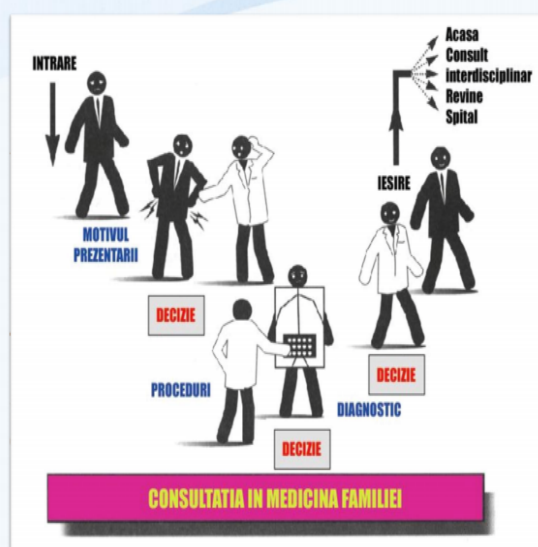 INTRARE
Acasa
Consult
interdisciplinar
Revine
Spital
IESIRE
MOTIVUL
PREZENTARII
DECIZIE
PROCEDURI
DECIZIE
DIAGNOSTIC
DECIZIE
CONSULTATIA IN MEDICINA FAMILIEI